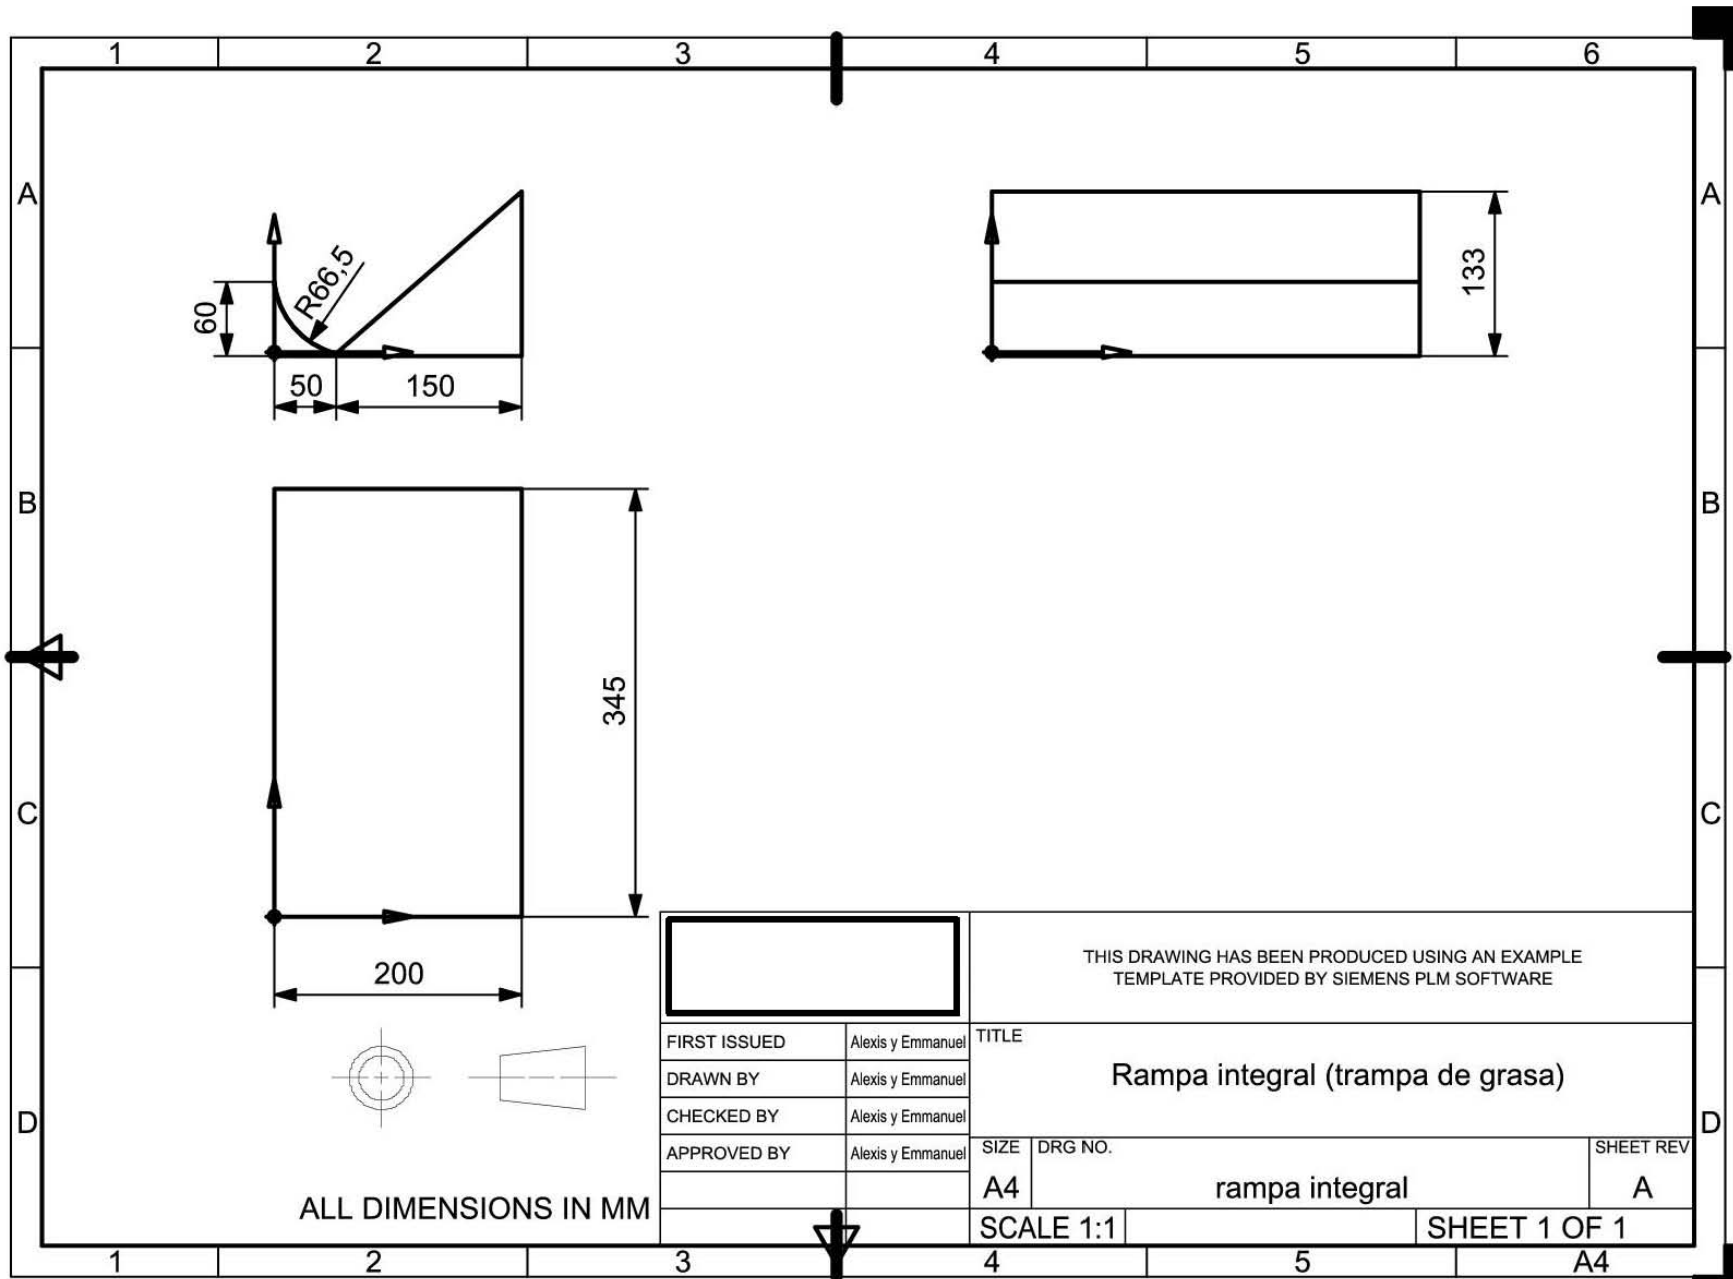 1 2 3 4 5 6
A A
R66,5
60
133
50 150
B B
345
C C
200
THIS DRAWING HAS BEEN PRODUCED USING AN EXAMPLE
TEMPLATE PROVIDED BY SIEMENS PLM SOFTWARE
FIRST ISSUED Alexis y Emmanuel
DRAWN BY Alexis y Emmanuel
CHECKED BY Alexis y Emmanuel
APPROVED BY Alexis y Emmanuel
TITLE
Rampa integral (trampa de grasa)
D D
SIZE DRG NO. SHEET REV
A4 rampa integral A
ALL DIMENSIONS IN MM
SCALE 1:1 SHEET 1 OF 1
1 2 3 4 5 A4